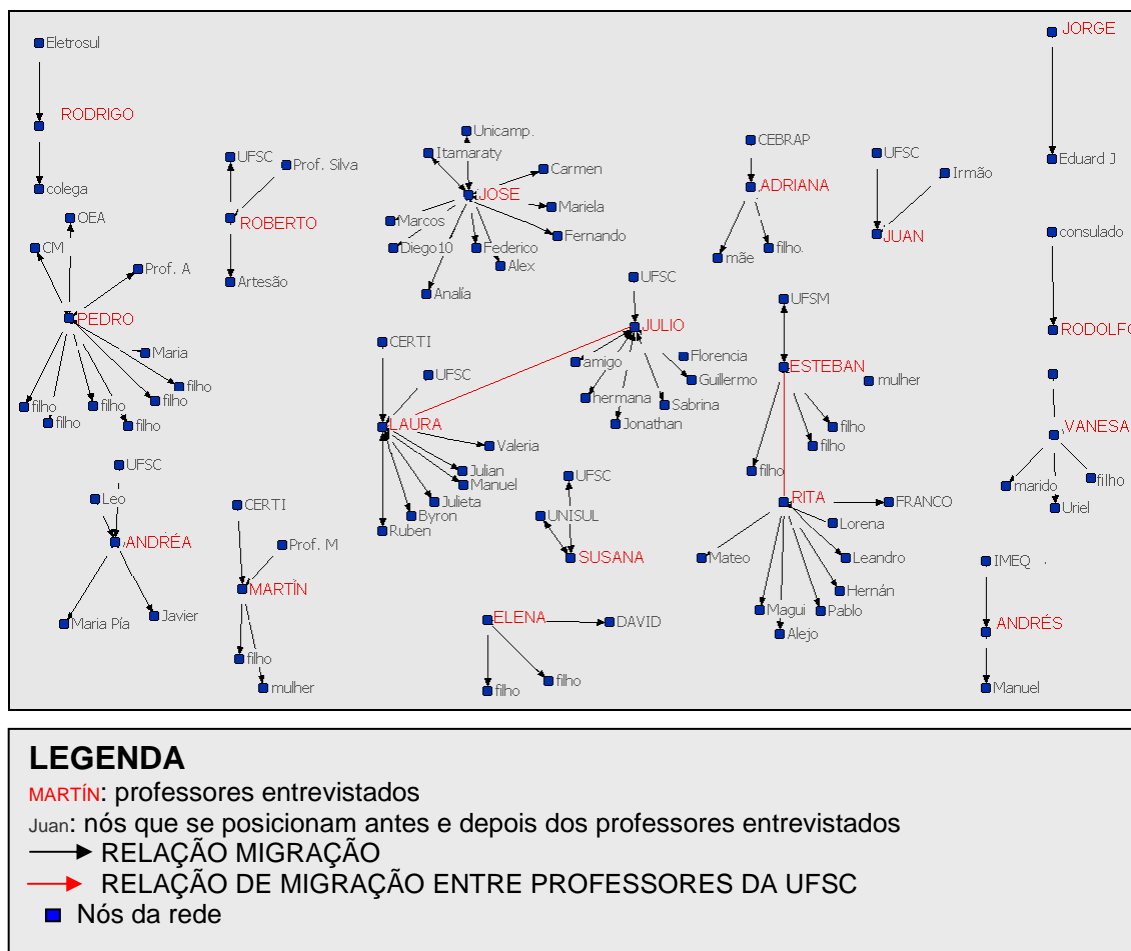 JORGE
Eletrosul
RODRIGO
colega
UFSC
Prof. Silva
ROBERTO
Artesão
Unicamp.
Itamaraty
Carmen
JOSE
Mariela
Marcos
Fernando
Diego10
Federico
Alex
Analía
CEBRAP
ADRIANA
mãe
filho.
UFSC
Irmão
JUAN
Eduard J
consulado
RODOLFO
OEA
CM
Prof. A
PEDRO
Maria
filho
filho
filho
filho
filho
filho
UFSC
JULIO
amigo
Florencia
Guillermo
hermana
Sabrina
Jonathan
CERTI
UFSC
LAURA
Valeria
Julian
Manuel
Julieta
Byron
Ruben
UFSM
ESTEBAN
mulher
filho
filho
filho
VANESA
marido
filho
Uriel
UFSC
Leo
ANDRÉA
Maria Pía
Javier
CERTI
Prof. M
MARTÍN
filho
mulher
UFSC
UNISUL
SUSANA
RITA
FRANCO
Lorena
Mateo
Leandro
Hernán
Magui
Pablo
Alejo
ELENA
DAVID
filho
filho
IMEQ .
ANDRÉS
Manuel
LEGENDA
MARTÍN: professores entrevistados
Juan: nós que se posicionam antes e depois dos professores entrevistados
RELAÇÃO MIGRAÇÃO
RELAÇÃO DE MIGRAÇÃO ENTRE PROFESSORES DA UFSC
Nós da rede